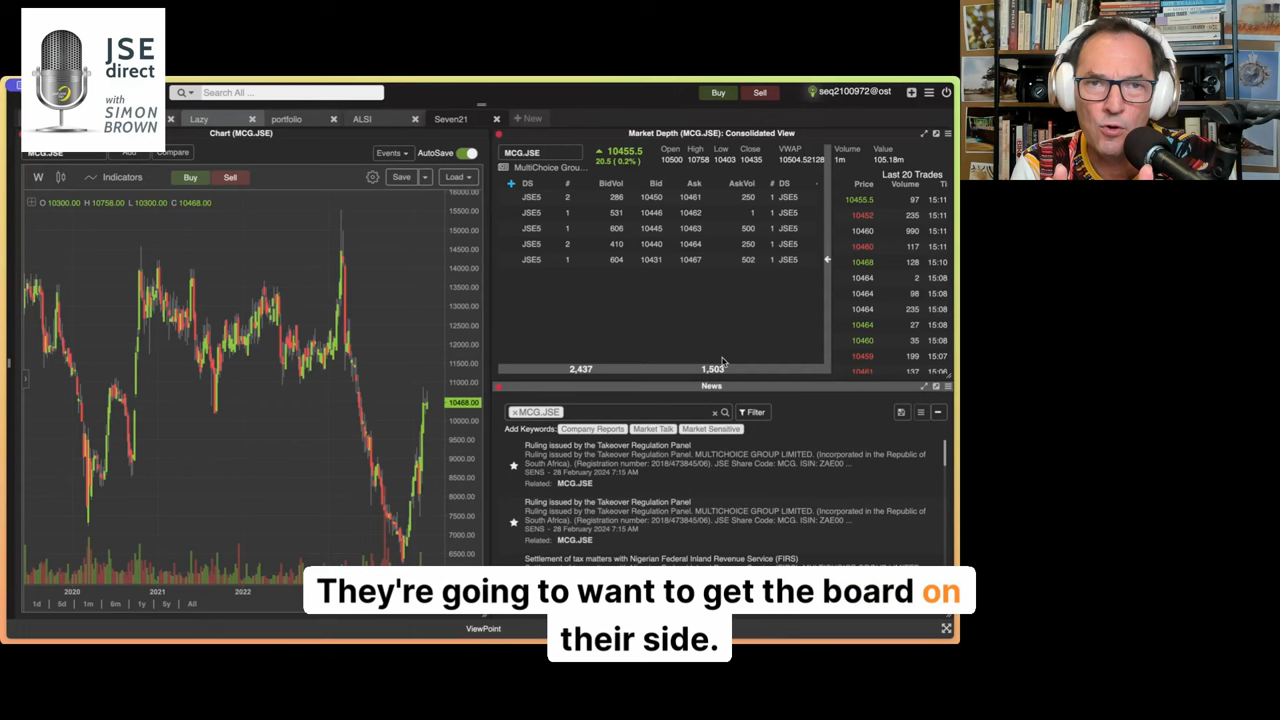 JSE
direct
with
SIMON
BROWN
Search All ...
Buy
Sell
seq2100972@ost
Lazy
portfolio
ALSI
Seven21
+ New
Chart (MCG.JSE)
MCG.JSE
Add
Compare
Events
AutoSave
W
Indicators
Buy
Sell
Save
Load
O 10300.00 H 10758.00 L 10300.00 C 10468.00
16000.00
15500.00
15000.00
14500.00
14000.00
13500.00
13000.00
12500.00
12000.00
11500.00
11000.00
10468.00
10000.00
9500.00
9000.00
8500.00
8000.00
7500.00
7000.00
6500.00
2020
2021
2022
1d 5d 1m 6m 1y 5y All
Market Depth (MCG.JSE): Consolidated View
MCG.JSE
MultiChoice Grou...
10455.5
20.5 ( 0.2% )
Open High Low Close VWAP Volume Value
10500 10758 10403 10435 10504.52128 1m 105.18m
DS # BidVol Bid Ask AskVol # DS
JSE5 2 286 10450 10461 250 1 JSE5
JSE5 1 531 10446 10462 1 1 JSE5
JSE5 1 606 10445 10463 500 1 JSE5
JSE5 2 410 10440 10464 250 1 JSE5
JSE5 1 604 10431 10467 502 1 JSE5
2,437 1,503
Last 20 Trades
Price Volume Ti
10455.5 97 15:11
10452 235 15:11
10460 990 15:11
10460 117 15:11
10468 128 15:10
10464 2 15:08
10464 98 15:08
10464 235 15:08
10464 27 15:08
10460 35 15:08
10459 199 15:07
10461 137 15:06
News
×MCG.JSE
Filter
Add Keywords: Company Reports Market Talk Market Sensitive
Ruling issued by the Takeover Regulation Panel
Ruling issued by the Takeover Regulation Panel. MULTICHOICE GROUP LIMITED. (Incorporated in the Republic of
South Africa). (Registration number: 2018/473845/06). JSE Share Code: MCG. ISIN: ZAE00 ...
SENS - 28 February 2024 7:15 AM
Related: MCG.JSE
Ruling issued by the Takeover Regulation Panel
Ruling issued by the Takeover Regulation Panel. MULTICHOICE GROUP LIMITED. (Incorporated in the Republic of
South Africa). (Registration number: 2018/473845/06). JSE Share Code: MCG. ISIN: ZAE00 ...
SENS - 28 February 2024 7:15 AM
Related: MCG.JSE
Settlement of tax matters with Nigerian Federal Inland Revenue Service (FIRS)
They're going to want to get the board on
their side.
ViewPoint